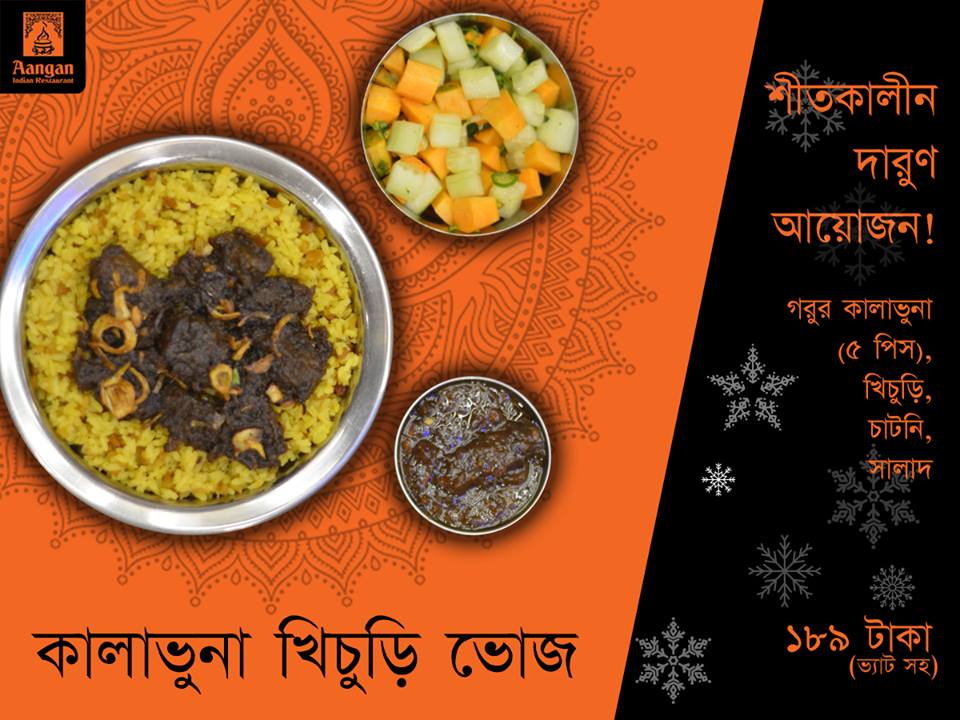 Aangan
Indian Restaurant
শীতকালীন
দারুণ
আয়োজন!
গরুর কালাভুনা
(৫ পিস),
খিচুড়ি,
চাটনি,
সালাদ
১৮৯ টাকা
(ভ্যাট সহ)
কালাভুনা খিচুড়ি ভোজ